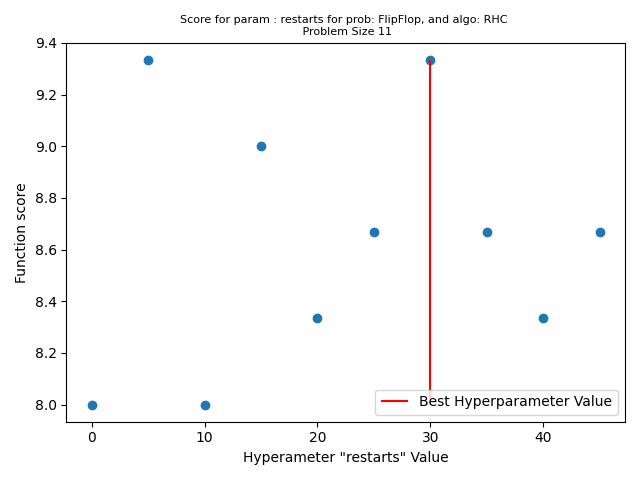 Score for param : restarts for prob: FlipFlop, and algo: RHC
Problem Size 11
9.4
9.2
9.0
8.8
8.6
8.4
8.2
8.0
Function score
Best Hyperparameter Value
0
10
20
30
40
Hyperameter "restarts" Value